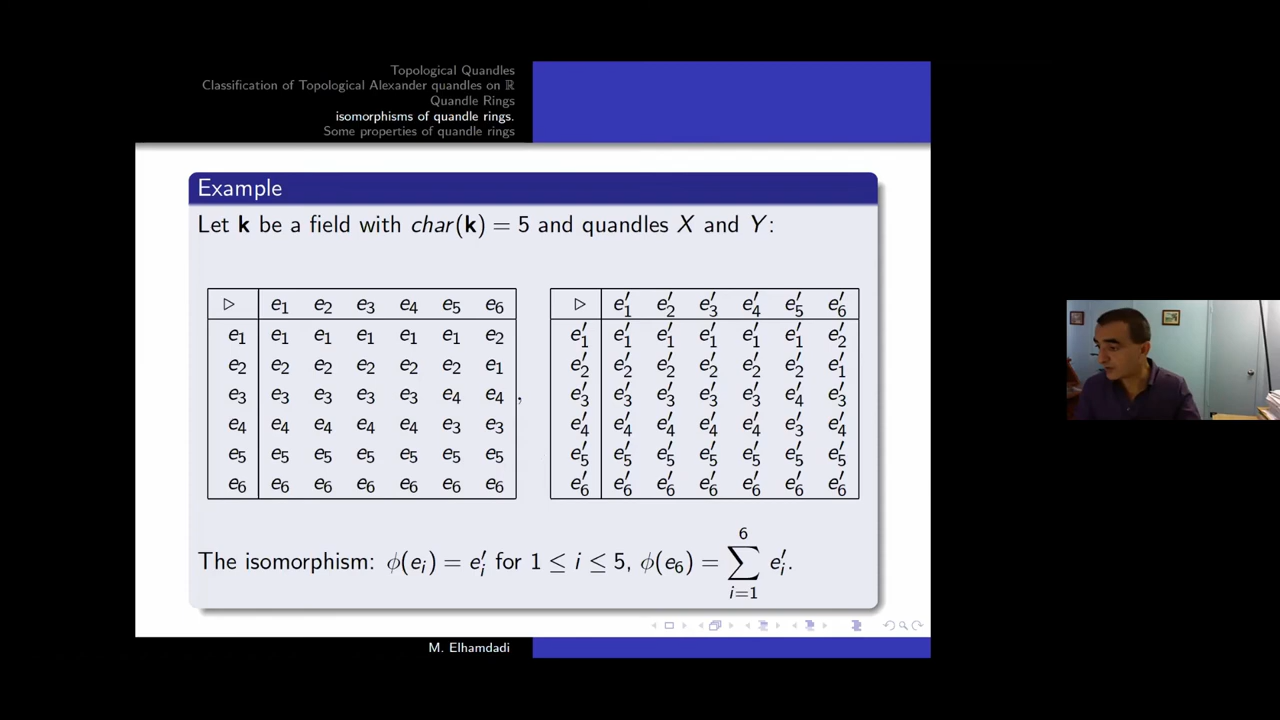 Topological Quandles
Classification of Topological Alexander quandles on ℝ
Quandle Rings
isomorphisms of quandle rings.
Some properties of quandle rings
Example
Let k be a field with char(k) = 5 and quandles X and Y:
▷ e₁ e₂ e₃ e₄ e₅ e₆
e₁ e₁ e₁ e₁ e₁ e₁ e₂
e₂ e₂ e₂ e₂ e₂ e₂ e₁
e₃ e₃ e₃ e₃ e₃ e₄ e₄
e₄ e₄ e₄ e₄ e₄ e₃ e₃
e₅ e₅ e₅ e₅ e₅ e₅ e₅
e₆ e₆ e₆ e₆ e₆ e₆ e₆
,
▷ e′₁ e′₂ e′₃ e′₄ e′₅ e′₆
e′₁ e′₁ e′₁ e′₁ e′₁ e′₁ e′₂
e′₂ e′₂ e′₂ e′₂ e′₂ e′₂ e′₁
e′₃ e′₃ e′₃ e′₃ e′₃ e′₄ e′₃
e′₄ e′₄ e′₄ e′₄ e′₄ e′₃ e′₄
e′₅ e′₅ e′₅ e′₅ e′₅ e′₅ e′₅
e′₆ e′₆ e′₆ e′₆ e′₆ e′₆ e′₆
The isomorphism: ϕ(eᵢ) = e′ᵢ for 1 ≤ i ≤ 5, ϕ(e₆) = ∑_{i=1}^{6} e′ᵢ.
M. Elhamdadi